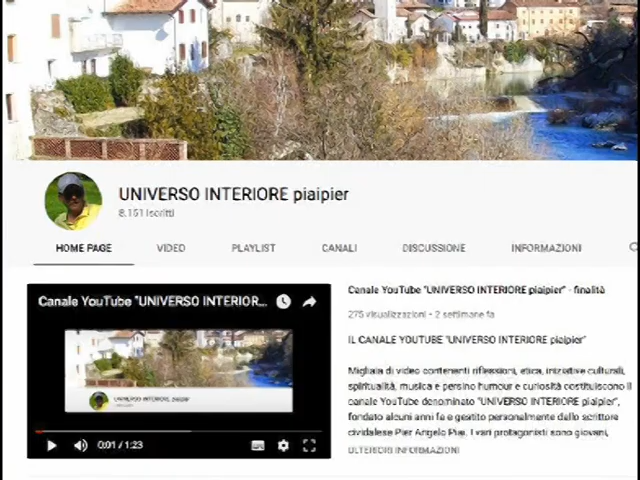 UNIVERSO INTERIORE piaipier
8.151 iscritti
HOME PAGE VIDEO PLAYLIST CANALI DISCUSSIONE INFORMAZIONI
Canale YouTube "UNIVERSO INTERIOR...
UNIVERSO INTERIORE piaipier
0:01 / 1:23
Canale YouTube "UNIVERSO INTERIORE piaipier" - finalità
275 visualizzazioni • 2 settimane fa
IL CANALE YOUTUBE "UNIVERSO INTERIORE piaipier"
Migliaia di video contenenti riflessioni, etica, iniziative culturali,
spiritualità, musica e persino humour e curiosità costituiscono il
canale YouTube denominato "UNIVERSO INTERIORE piaipier",
fondato alcuni anni fa e gestito personalmente dallo scrittore
cividalese Pier Angelo Piai. I vari protagonisti sono giovani,
ULTERIORI INFORMAZIONI